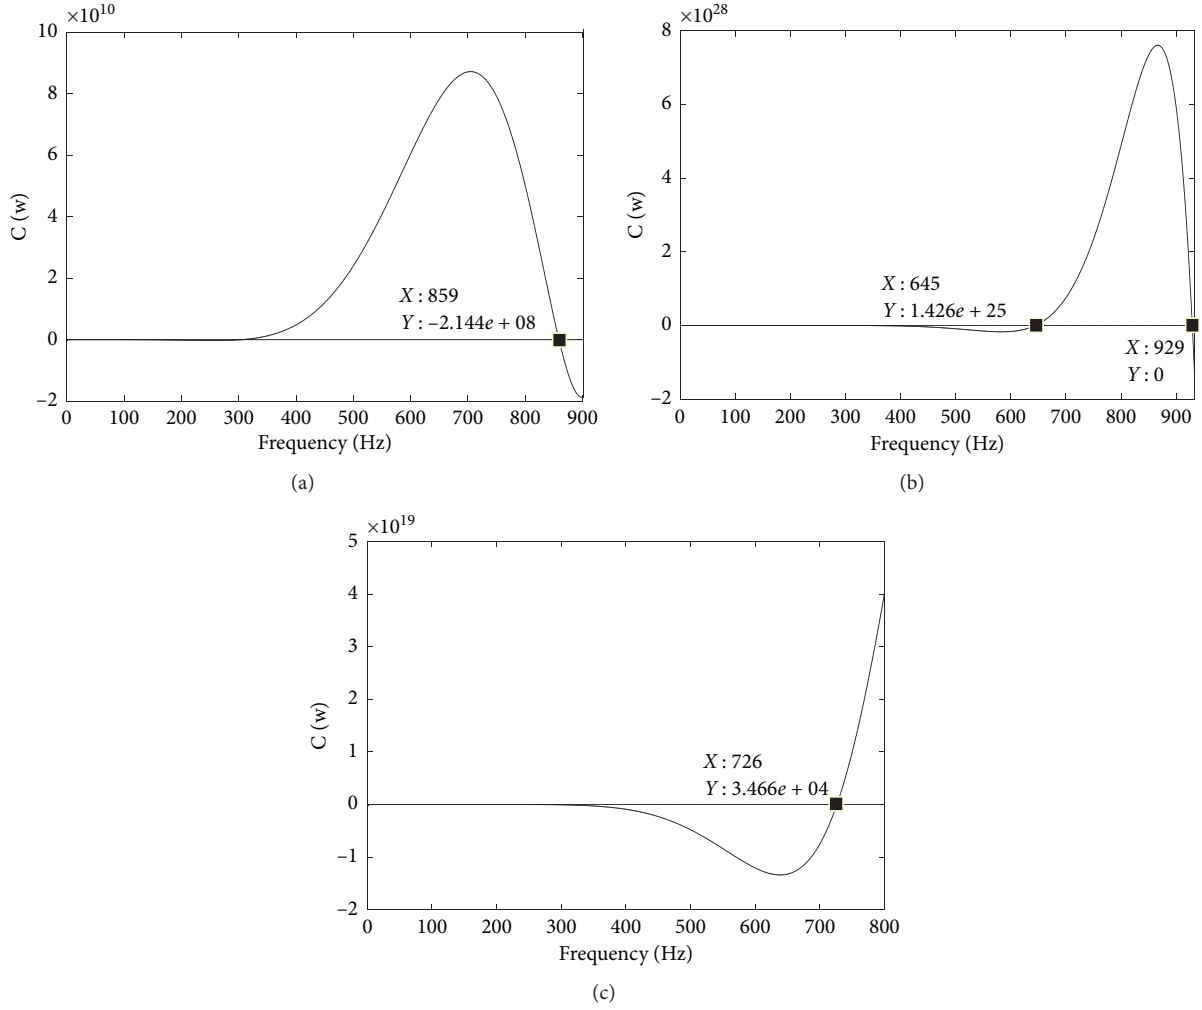 ×10^10
10
8
6
4
2
0
–2
C (w)
X : 859
Y : –2.144e + 08
0 100 200 300 400 500 600 700 800 900
Frequency (Hz)
(a)
×10^28
8
6
4
2
0
–2
C (w)
X : 645
Y : 1.426e + 25
X : 929
Y : 0
0 100 200 300 400 500 600 700 800 900
Frequency (Hz)
(b)
×10^19
5
4
3
2
1
0
–1
–2
C (w)
X : 726
Y : 3.466e + 04
0 100 200 300 400 500 600 700 800
Frequency (Hz)
(c)